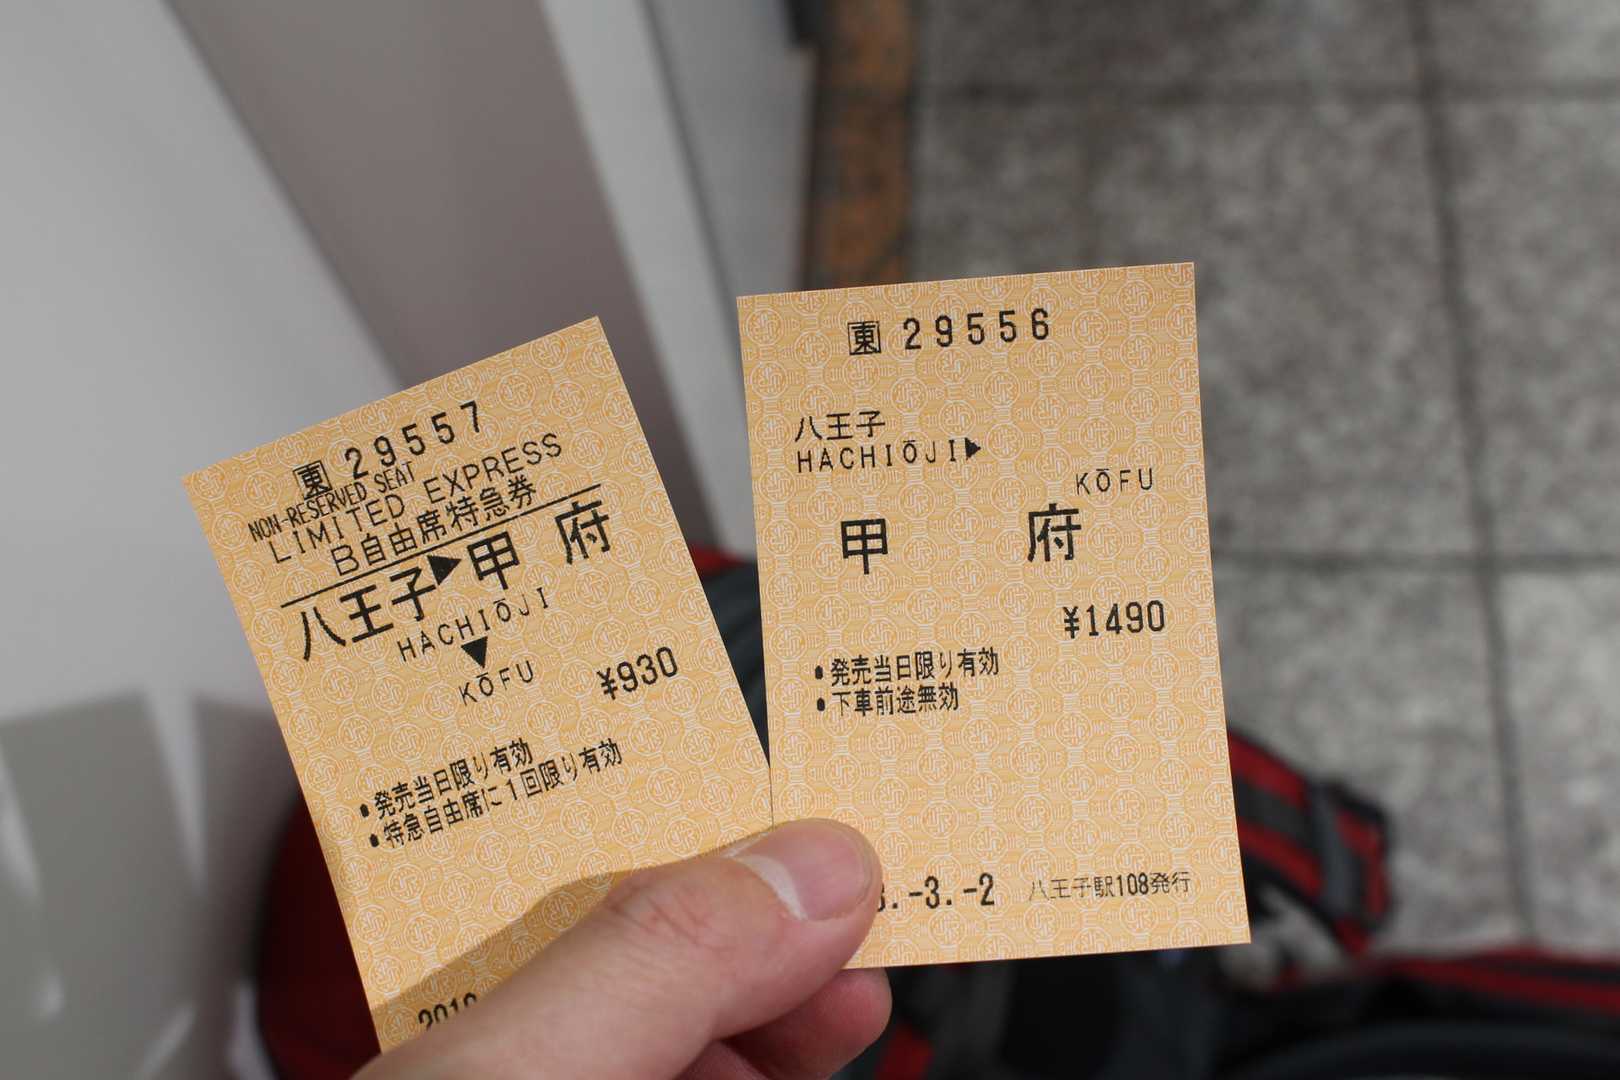 東 29557
NON-RESERVED SEAT
LIMITED EXPRESS
B自由席特急券
八王子▶甲府
HACHIŌJI
▼
KŌFU
¥930
●発売当日限り有効
●特急自由席に1回限り有効
東 29556
八王子
HACHIŌJI▶
KŌFU
甲府
¥1490
●発売当日限り有効
●下車前途無効
.-3.-2 八王子駅108発行